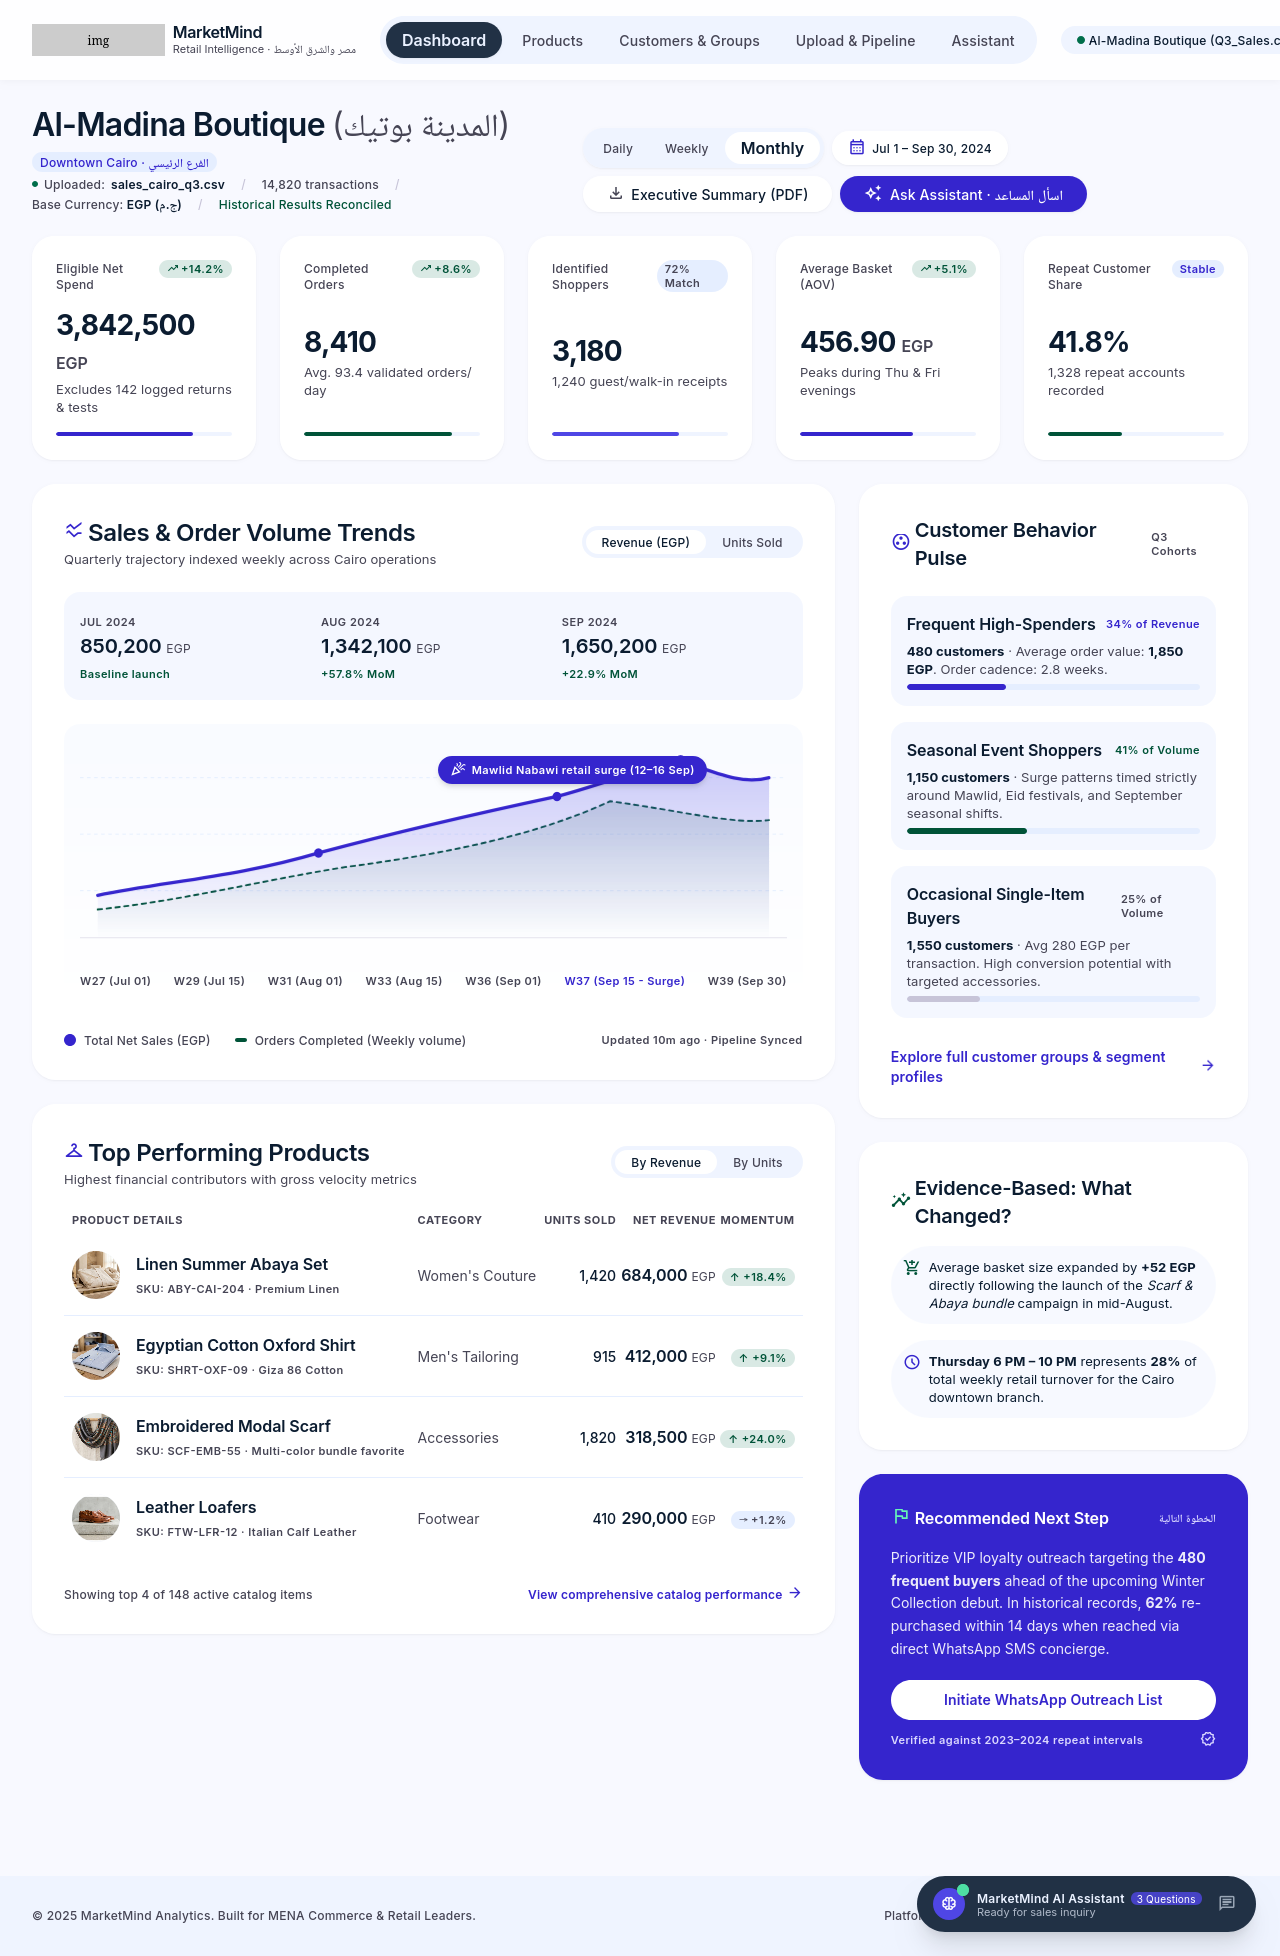 img
MarketMind
Retail Intelligence · مصر والشرق الأوسط
Dashboard
Products
Customers & Groups
Upload & Pipeline
Assistant
Al-Madina Boutique (Q3_Sales.c
Al-Madina Boutique (المدينة بوتيك)
Downtown Cairo · الفرع الرئيسي
Uploaded: sales_cairo_q3.csv / 14,820 transactions /
Base Currency: EGP (ج.م) / Historical Results Reconciled
Daily
Weekly
Monthly
Jul 1 – Sep 30, 2024
Executive Summary (PDF)
Ask Assistant · اسأل المساعد
Eligible Net
Spend
+14.2%
3,842,500
EGP
Excludes 142 logged returns
& tests
Completed
Orders
+8.6%
8,410
Avg. 93.4 validated orders/
day
Identified
Shoppers
72%
Match
3,180
1,240 guest/walk-in receipts
Average Basket
(AOV)
+5.1%
456.90 EGP
Peaks during Thu & Fri
evenings
Repeat Customer
Share
Stable
41.8%
1,328 repeat accounts
recorded
Sales & Order Volume Trends
Quarterly trajectory indexed weekly across Cairo operations
Revenue (EGP)
Units Sold
JUL 2024
850,200 EGP
Baseline launch
AUG 2024
1,342,100 EGP
+57.8% MoM
SEP 2024
1,650,200 EGP
+22.9% MoM
Mawlid Nabawi retail surge (12–16 Sep)
W27 (Jul 01)
W29 (Jul 15)
W31 (Aug 01)
W33 (Aug 15)
W36 (Sep 01)
W37 (Sep 15 - Surge)
W39 (Sep 30)
Total Net Sales (EGP)
Orders Completed (Weekly volume)
Updated 10m ago · Pipeline Synced
Customer Behavior
Pulse
Q3
Cohorts
Frequent High-Spenders
34% of Revenue
480 customers · Average order value: 1,850
EGP. Order cadence: 2.8 weeks.
Seasonal Event Shoppers
41% of Volume
1,150 customers · Surge patterns timed strictly
around Mawlid, Eid festivals, and September
seasonal shifts.
Occasional Single-Item
Buyers
25% of
Volume
1,550 customers · Avg 280 EGP per
transaction. High conversion potential with
targeted accessories.
Explore full customer groups & segment
profiles
Top Performing Products
Highest financial contributors with gross velocity metrics
By Revenue
By Units
PRODUCT DETAILS
CATEGORY
UNITS SOLD
NET REVENUE
MOMENTUM
Linen Summer Abaya Set
SKU: ABY-CAI-204 · Premium Linen
Women's Couture
1,420
684,000 EGP
↑ +18.4%
Egyptian Cotton Oxford Shirt
SKU: SHRT-OXF-09 · Giza 86 Cotton
Men's Tailoring
915
412,000 EGP
↑ +9.1%
Embroidered Modal Scarf
SKU: SCF-EMB-55 · Multi-color bundle favorite
Accessories
1,820
318,500 EGP
↑ +24.0%
Leather Loafers
SKU: FTW-LFR-12 · Italian Calf Leather
Footwear
410
290,000 EGP
→ +1.2%
Showing top 4 of 148 active catalog items
View comprehensive catalog performance
Evidence-Based: What
Changed?
Average basket size expanded by +52 EGP
directly following the launch of the Scarf &
Abaya bundle campaign in mid-August.
Thursday 6 PM – 10 PM represents 28% of
total weekly retail turnover for the Cairo
downtown branch.
Recommended Next Step
الخطوة التالية
Prioritize VIP loyalty outreach targeting the 480
frequent buyers ahead of the upcoming Winter
Collection debut. In historical records, 62% re-
purchased within 14 days when reached via
direct WhatsApp SMS concierge.
Initiate WhatsApp Outreach List
Verified against 2023–2024 repeat intervals
© 2025 MarketMind Analytics. Built for MENA Commerce & Retail Leaders.
MarketMind AI Assistant
3 Questions
Ready for sales inquiry